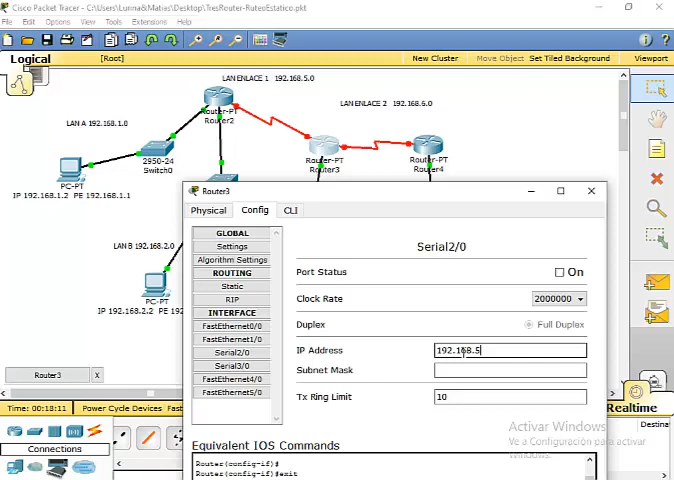 Cisco Packet Tracer - C:\Users\Lurina&Matias\Desktop\TresRouter-RuteoEstatico.pkt
File Edit Options View Tools Extensions Help
Logical [Root] New Cluster Move Object Set Tiled Background Viewport
LAN ENLACE 1 192.168.5.0
LAN ENLACE 2 192.168.6.0
LAN A 192.168.1.0
Router-PT
Router2
2950-24
Switch0
Router-PT
Router3
Router-PT
Router4
PC-PT
IP 192.168.1.2 PE 192.168.1.1
LAN B 192.168.2.0
PC-PT
IP 192.168.2.2 PE 192.168
Router3
Physical Config CLI
GLOBAL
Settings
Algorithm Settings
ROUTING
Static
RIP
INTERFACE
FastEthernet0/0
FastEthernet1/0
Serial2/0
Serial3/0
FastEthernet4/0
FastEthernet5/0
Serial2/0
Port Status On
Clock Rate 2000000
Duplex Full Duplex
IP Address 192.168.5
Subnet Mask
Tx Ring Limit 10
Equivalent IOS Commands
Router(config-if)#
Router(config-if)#exit
Router3 X
Time: 00:18:11 Power Cycle Devices Fast
Realtime
Connections
Destina
Activar Windows
Ve a Configuración para activar
Windows.